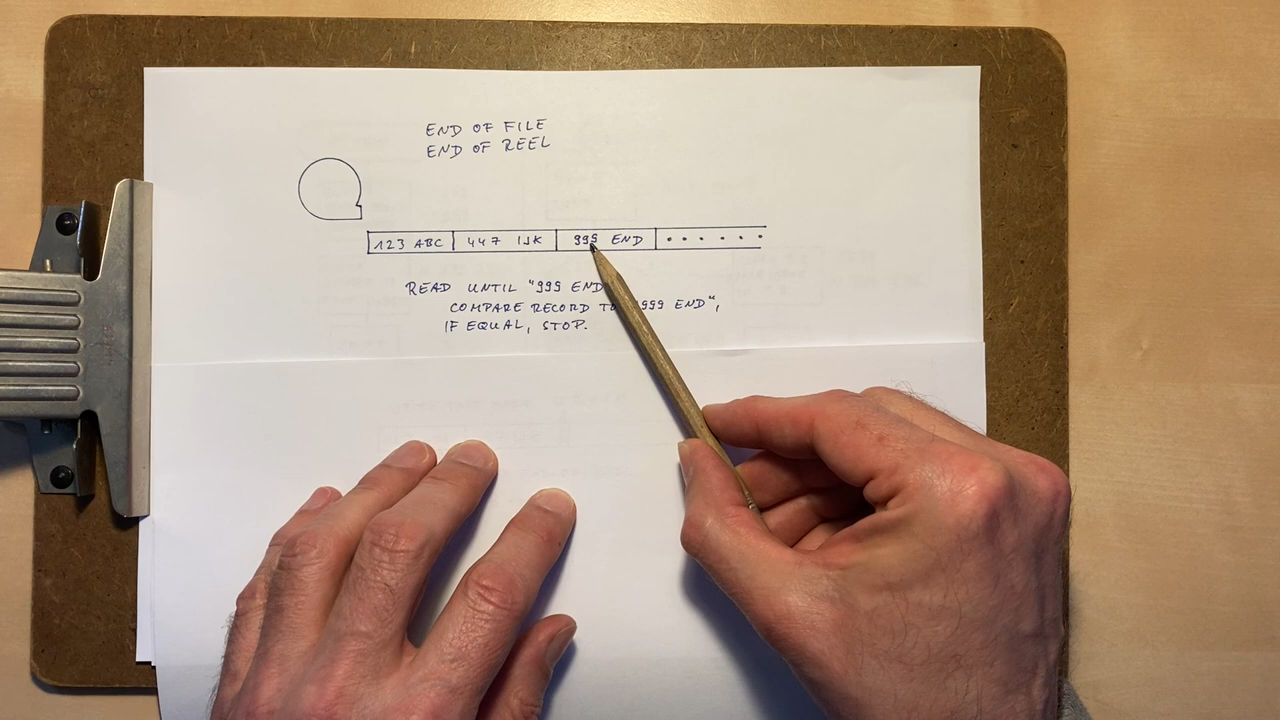 END OF FILE
END OF REEL
123 ABC 447 IJK 999 END
READ UNTIL "999 END
COMPARE RECORD TO "999 END",
IF EQUAL, STOP.